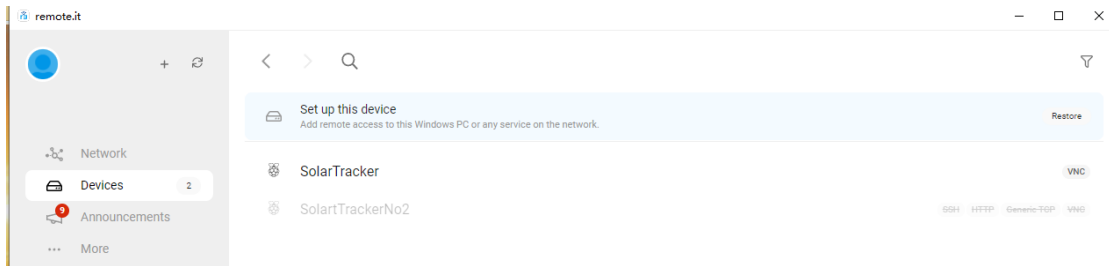 remote.it
Set up this device
Add remote access to this Windows PC or any service on the network.
Restore
Network
Devices 2
9
Announcements
More
SolarTracker VNC
SolartTrackerNo2 SSH HTTP Generic TCP VNC